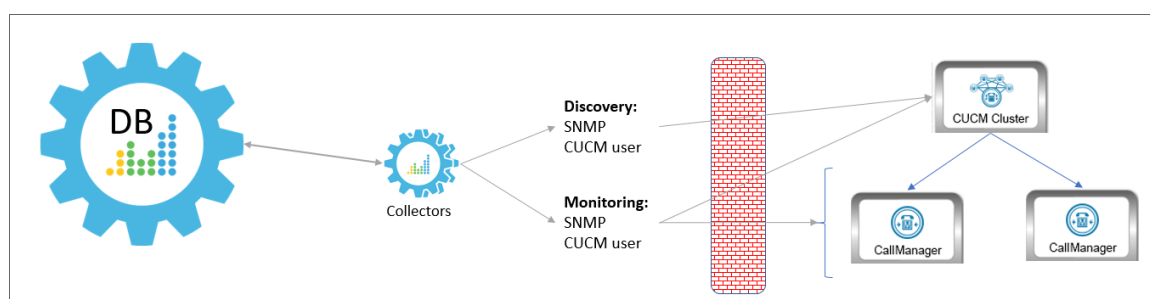 DB
Collectors
Discovery:
SNMP
CUCM user
Monitoring:
SNMP
CUCM user
CUCM Cluster
CallManager
CallManager